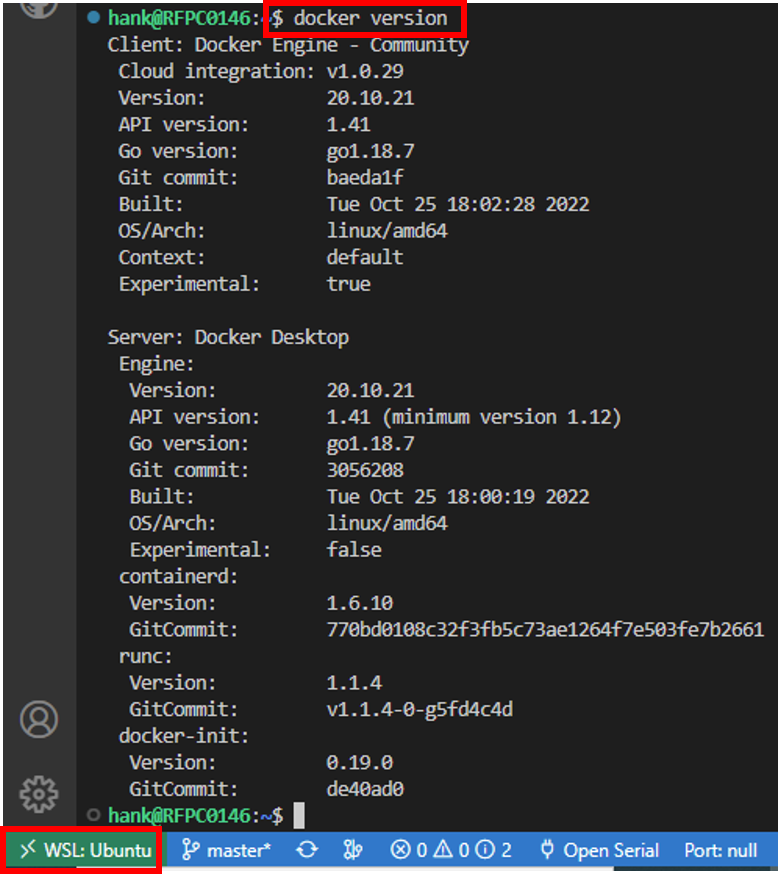 hank@RFPC0146:~$ docker version
Client: Docker Engine - Community
Cloud integration: v1.0.29
Version: 20.10.21
API version: 1.41
Go version: go1.18.7
Git commit: baeda1f
Built: Tue Oct 25 18:02:28 2022
OS/Arch: linux/amd64
Context: default
Experimental: true
Server: Docker Desktop
Engine:
Version: 20.10.21
API version: 1.41 (minimum version 1.12)
Go version: go1.18.7
Git commit: 3056208
Built: Tue Oct 25 18:00:19 2022
OS/Arch: linux/amd64
Experimental: false
containerd:
Version: 1.6.10
GitCommit: 770bd0108c32f3fb5c73ae1264f7e503fe7b2661
runc:
Version: 1.1.4
GitCommit: v1.1.4-0-g5fd4c4d
docker-init:
Version: 0.19.0
GitCommit: de40ad0
hank@RFPC0146:~$
WSL: Ubuntu master* 0 0 2 Open Serial Port: null